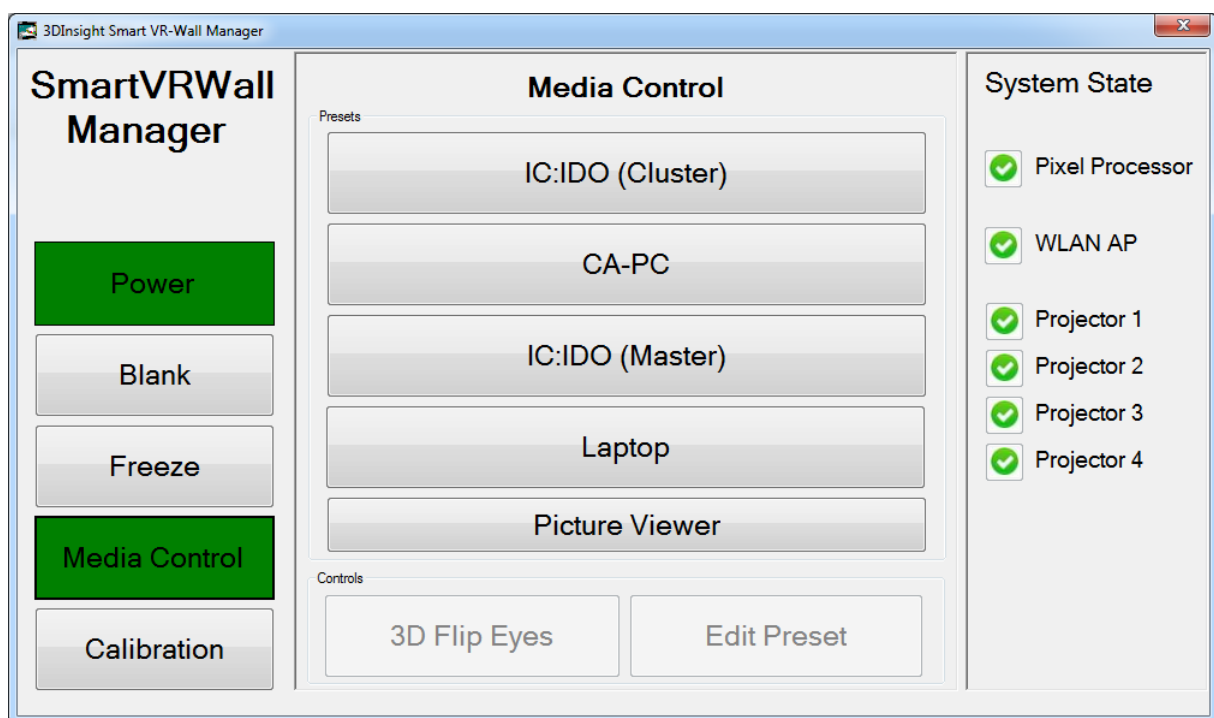 3DInsight Smart VR-Wall Manager
SmartVRWall
Manager
Power
Blank
Freeze
Media Control
Calibration
Media Control
Presets
IC:IDO (Cluster)
CA-PC
IC:IDO (Master)
Laptop
Picture Viewer
Controls
3D Flip Eyes
Edit Preset
System State
Pixel Processor
WLAN AP
Projector 1
Projector 2
Projector 3
Projector 4